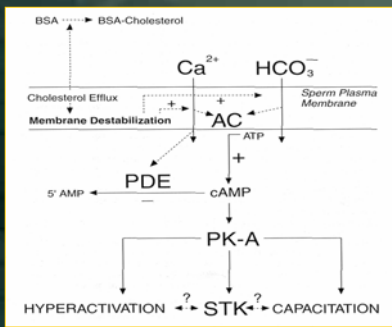 BSA BSA-Cholesterol
Ca2+ HCO3−
Cholesterol Efflux + + Sperm Plasma
Membrane
Membrane Destabilization AC
ATP
PDE +
5' AMP − cAMP
PK-A
? ?
HYPERACTIVATION STK CAPACITATION